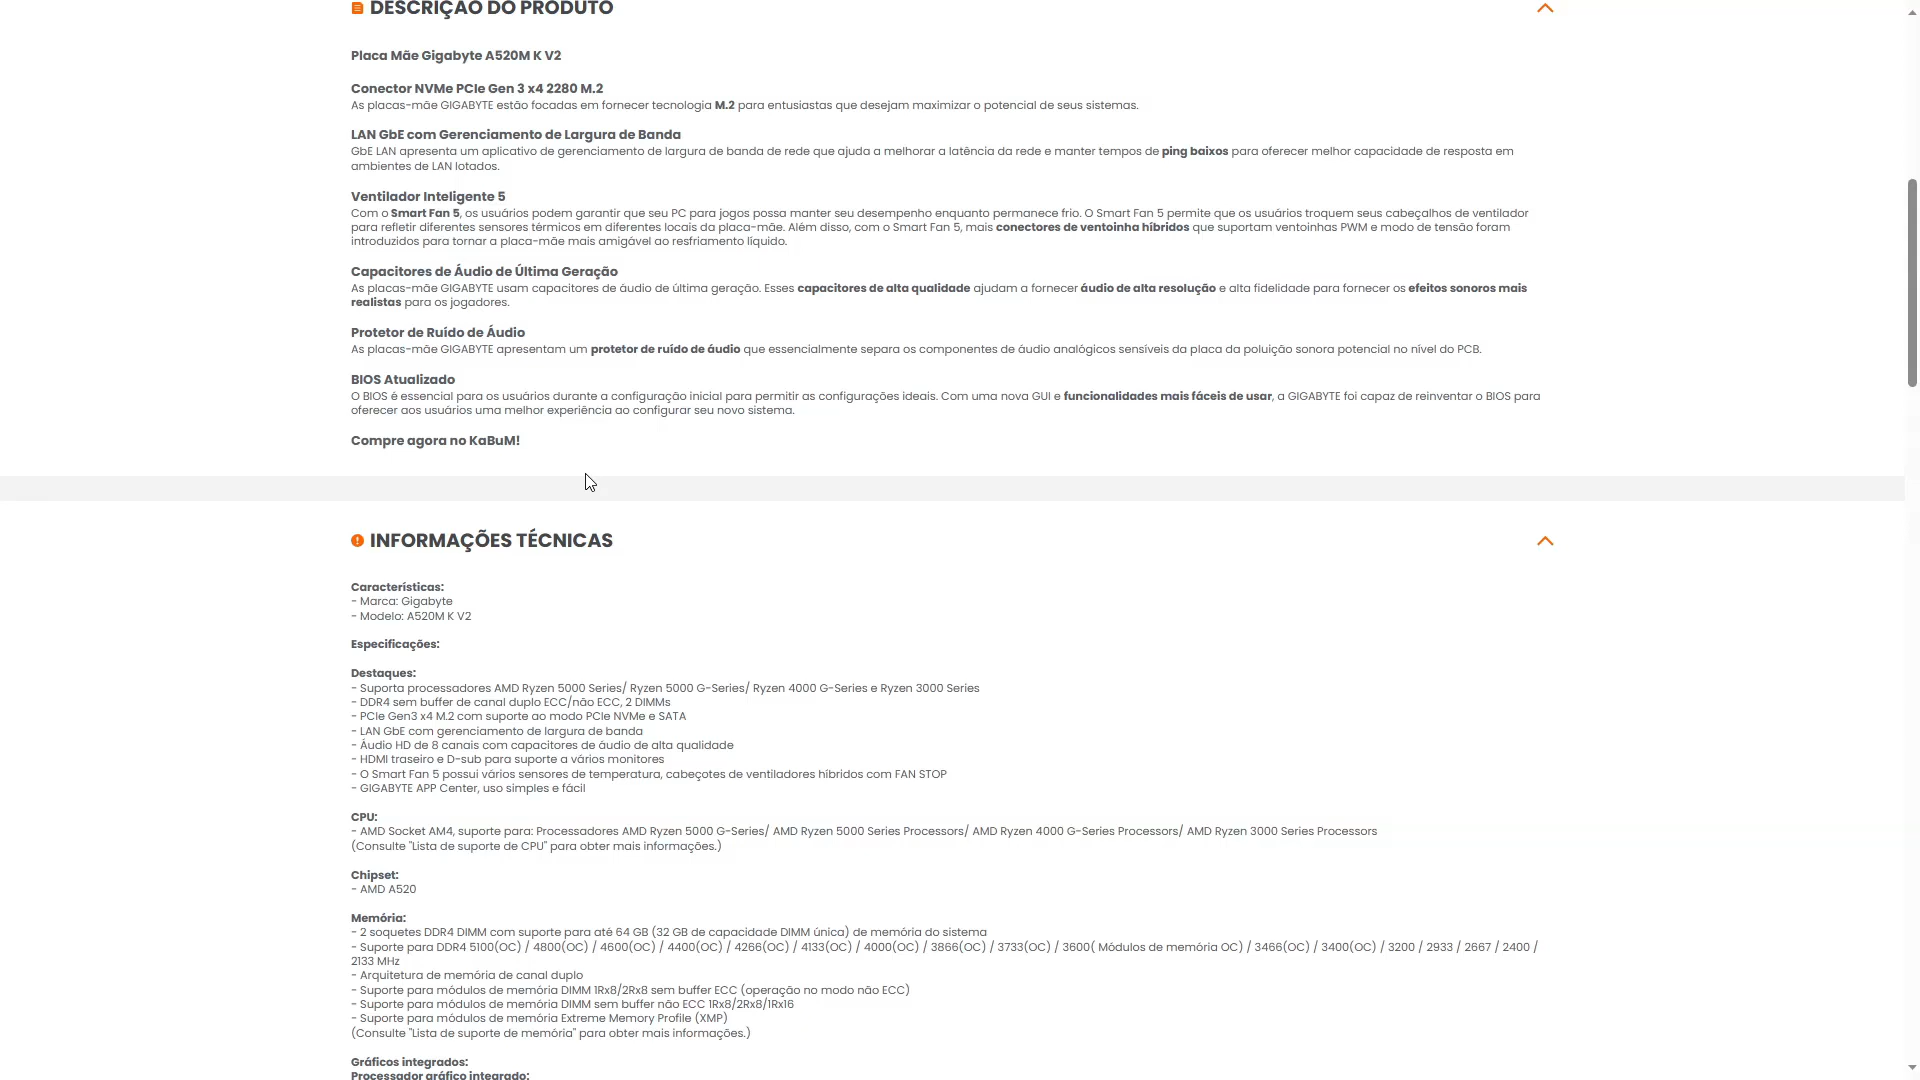 DESCRIÇÃO DO PRODUTO
Placa Mãe Gigabyte A520M K V2
Conector NVMe PCIe Gen 3 x4 2280 M.2
As placas-mãe GIGABYTE estão focadas em fornecer tecnologia M.2 para entusiastas que desejam maximizar o potencial de seus sistemas.
LAN GbE com Gerenciamento de Largura de Banda
GbE LAN apresenta um aplicativo de gerenciamento de largura de banda de rede que ajuda a melhorar a latência da rede e manter tempos de ping baixos para oferecer melhor capacidade de resposta em
ambientes de LAN lotados.
Ventilador Inteligente 5
Com o Smart Fan 5, os usuários podem garantir que seu PC para jogos possa manter seu desempenho enquanto permanece frio. O Smart Fan 5 permite que os usuários troquem seus cabeçalhos de ventilador
para refletir diferentes sensores térmicos em diferentes locais da placa-mãe. Além disso, com o Smart Fan 5, mais conectores de ventoinha híbridos que suportam ventoinhas PWM e modo de tensão foram
introduzidos para tornar a placa-mãe mais amigável ao resfriamento líquido.
Capacitores de Áudio de Última Geração
As placas-mãe GIGABYTE usam capacitores de áudio de última geração. Esses capacitores de alta qualidade ajudam a fornecer áudio de alta resolução e alta fidelidade para fornecer os efeitos sonoros mais
realistas para os jogadores.
Protetor de Ruído de Áudio
As placas-mãe GIGABYTE apresentam um protetor de ruído de áudio que essencialmente separa os componentes de áudio analógicos sensíveis da placa da poluição sonora potencial no nível do PCB.
BIOS Atualizado
O BIOS é essencial para os usuários durante a configuração inicial para permitir as configurações ideais. Com uma nova GUI e funcionalidades mais fáceis de usar, a GIGABYTE foi capaz de reinventar o BIOS para
oferecer aos usuários uma melhor experiência ao configurar seu novo sistema.
Compre agora no KaBuM!
INFORMAÇÕES TÉCNICAS
Características:
- Marca: Gigabyte
- Modelo: A520M K V2
Especificações:
Destaques:
- Suporta processadores AMD Ryzen 5000 Series/ Ryzen 5000 G-Series/ Ryzen 4000 G-Series e Ryzen 3000 Series
- DDR4 sem buffer de canal duplo ECC/não ECC, 2 DIMMs
- PCIe Gen3 x4 M.2 com suporte ao modo PCIe NVMe e SATA
- LAN GbE com gerenciamento de largura de banda
- Áudio HD de 8 canais com capacitores de áudio de alta qualidade
- HDMI traseiro e D-sub para suporte a vários monitores
- O Smart Fan 5 possui vários sensores de temperatura, cabeçotes de ventiladores híbridos com FAN STOP
- GIGABYTE APP Center, uso simples e fácil
CPU:
- AMD Socket AM4, suporte para: Processadores AMD Ryzen 5000 G-Series/ AMD Ryzen 5000 Series Processors/ AMD Ryzen 4000 G-Series Processors/ AMD Ryzen 3000 Series Processors
(Consulte "Lista de suporte de CPU" para obter mais informações.)
Chipset:
- AMD A520
Memória:
- 2 soquetes DDR4 DIMM com suporte para até 64 GB (32 GB de capacidade DIMM única) de memória do sistema
- Suporte para DDR4 5100(OC) / 4800(OC) / 4600(OC) / 4400(OC) / 4266(OC) / 4133(OC) / 4000(OC) / 3866(OC) / 3733(OC) / 3600( Módulos de memória OC) / 3466(OC) / 3400(OC) / 3200 / 2933 / 2667 / 2400 /
2133 MHz
- Arquitetura de memória de canal duplo
- Suporte para módulos de memória DIMM 1Rx8/2Rx8 sem buffer ECC (operação no modo não ECC)
- Suporte para módulos de memória DIMM sem buffer não ECC 1Rx8/2Rx8/1Rx16
- Suporte para módulos de memória Extreme Memory Profile (XMP)
(Consulte "Lista de suporte de memória" para obter mais informações.)
Gráficos integrados:
Processador gráfico integrado: